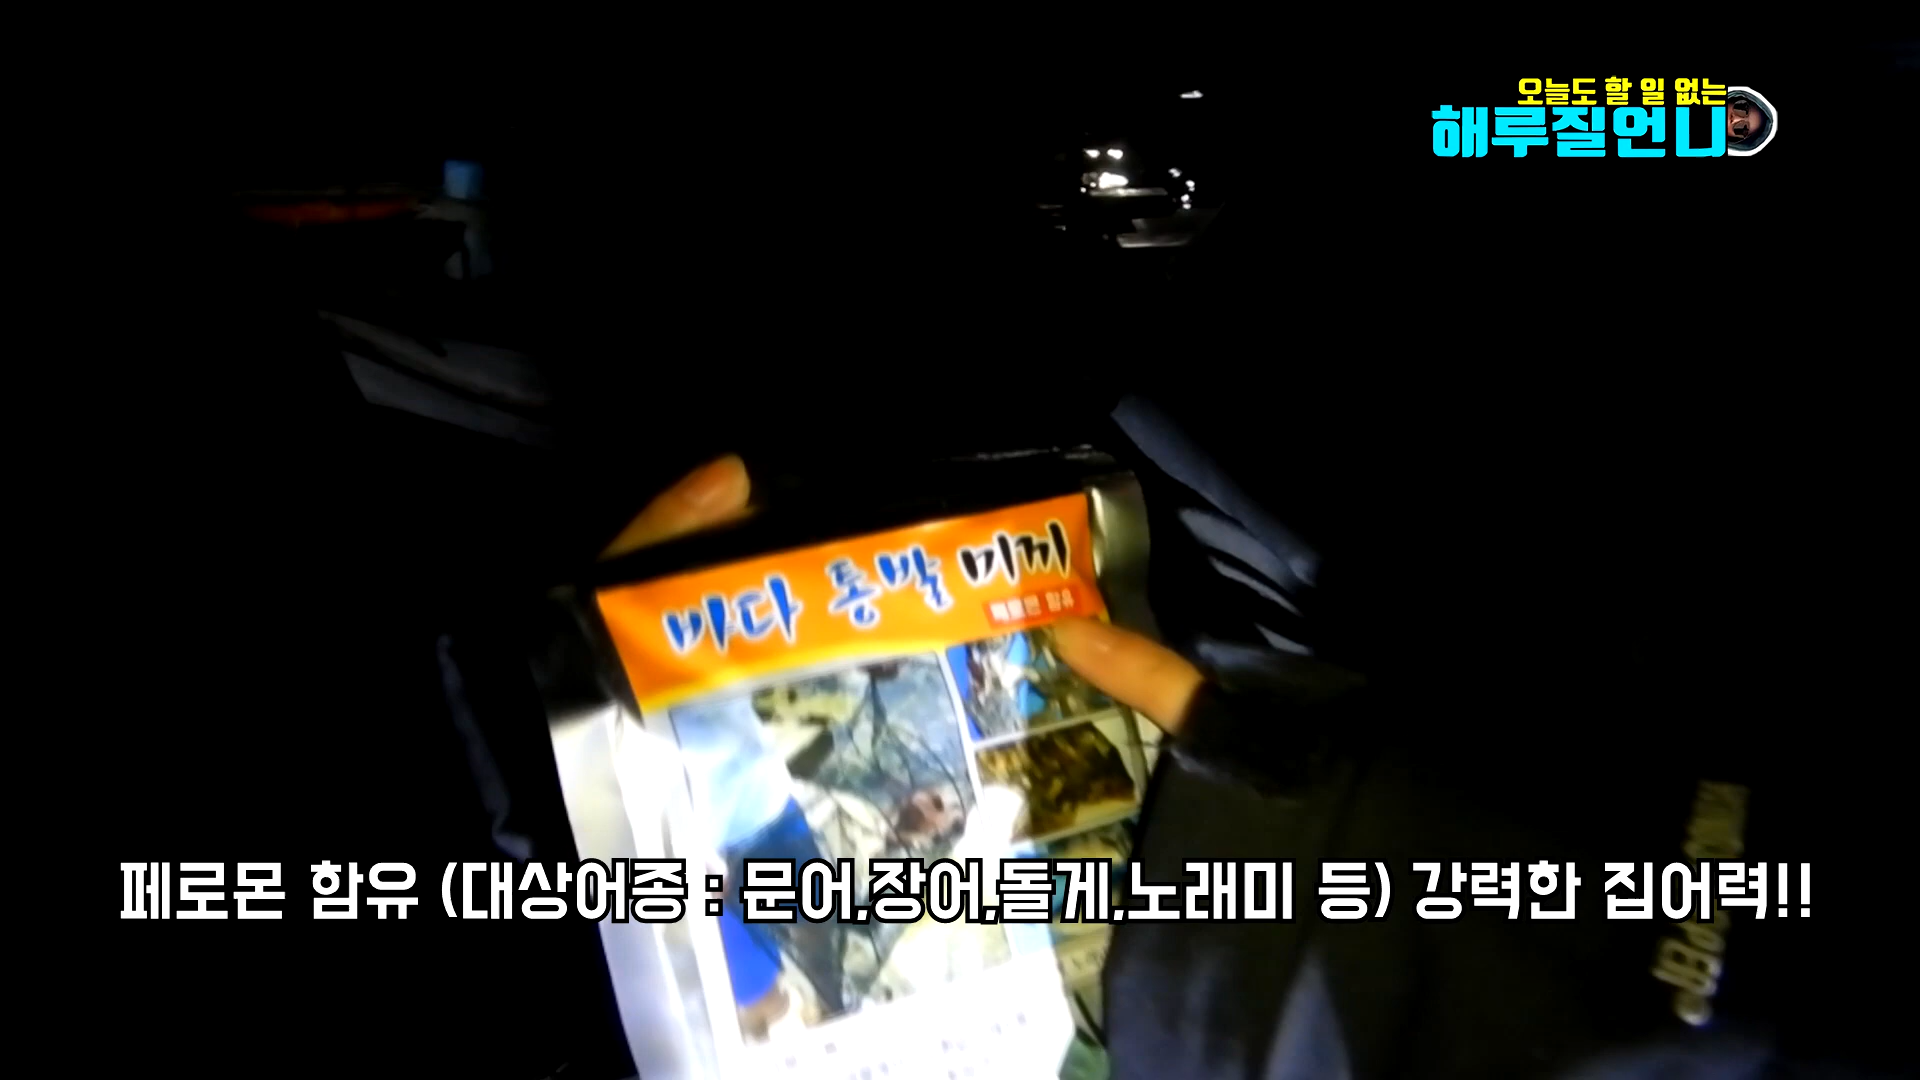 오늘도 할 일 없는
해루질언니
바다 통발 미끼
페로몬 함유
페로몬 함유 (대상어종 : 문어,장어,돌게,노래미 등) 강력한 집어력!!